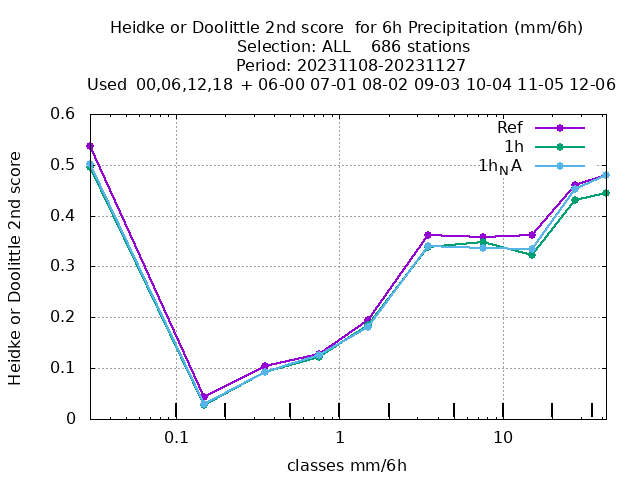 Heidke or Doolittle 2nd score  for 6h Precipitation (mm/6h)
Selection: ALL    686 stations
Period: 20231108-20231127
Used  00,06,12,18  + 06-00 07-01 08-02 09-03 10-04 11-05 12-06
Ref
1h
1hNA
0.6
0.5
0.4
0.3
0.2
0.1
0
Heidke or Doolittle 2nd score
0.1 1 10
classes mm/6h